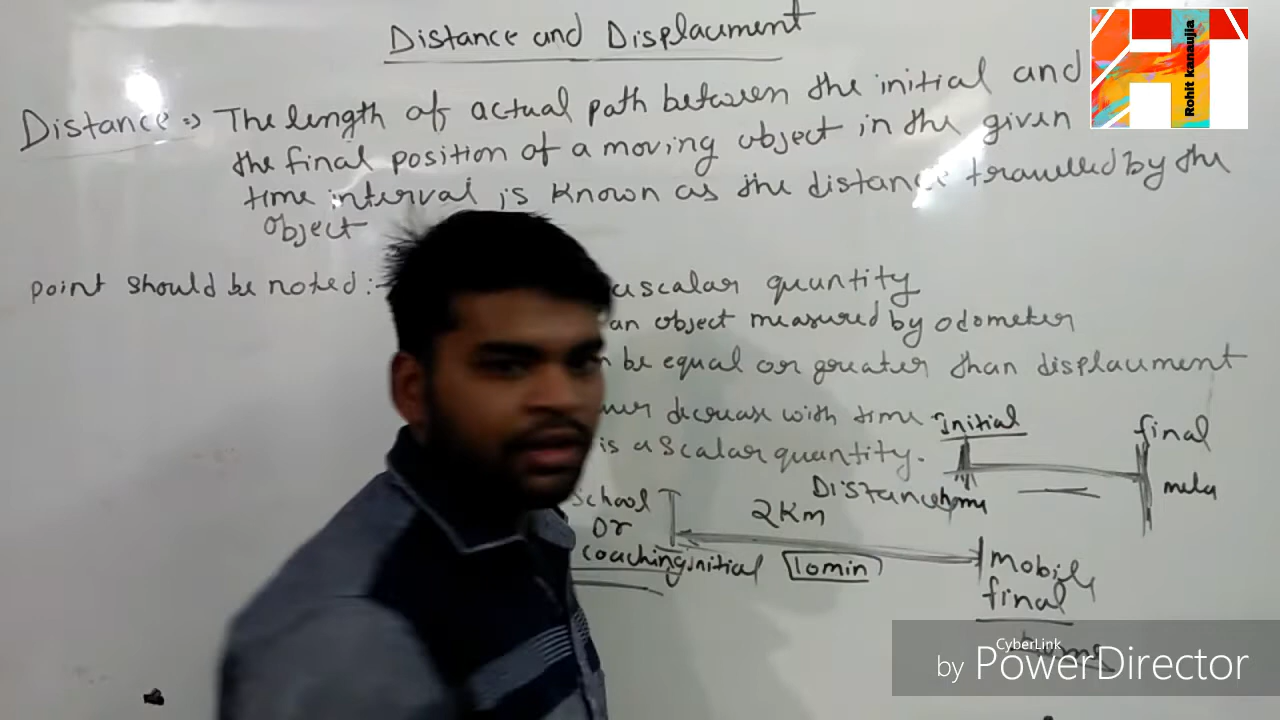 Distance and Displacment
Distance => The length of actual path between the initial and
the final position of a moving object in the given
time interval is known as the distance travelled by the
object
point should be noted :-
a scalar quantity
an object measured by odometer
be equal or greater than displacment
decrease with time
is a scalar quantity.
Initial
final
Distance
home
mela
School
Or
coaching initial
2Km
10min
Mobile
final
Rohit kanaujia
CyberLink
by PowerDirector